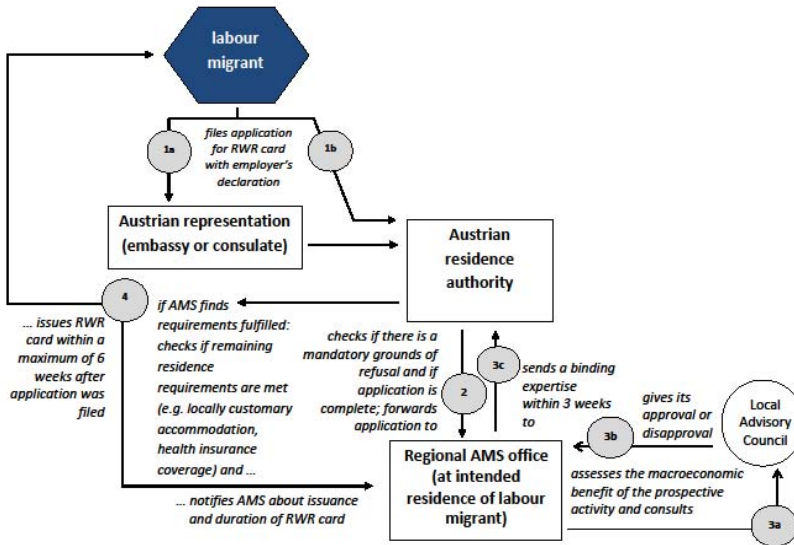 labour
migrant
1a
files application
for RWR card
with employer's
declaration
1b
Austrian representation
(embassy or consulate)
Austrian
residence
authority
4
if AMS finds
requirements fulfilled:
checks if remaining
residence
requirements are met
(e.g. locally customary
accommodation,
health insurance
coverage) and ...
... issues RWR
card within a
maximum of 6
weeks after
application was
filed
checks if there is a
mandatory grounds of
refusal and if
application is
complete; forwards
application to
2
3c
sends a binding
expertise
within 3 weeks
to
gives its
approval or
disapproval
3b
Local
Advisory
Council
Regional AMS office
(at intended
residence of labour
migrant)
assesses the macroeconomic
benefit of the prospective
activity and consults
3a
... notifies AMS about issuance
and duration of RWR card